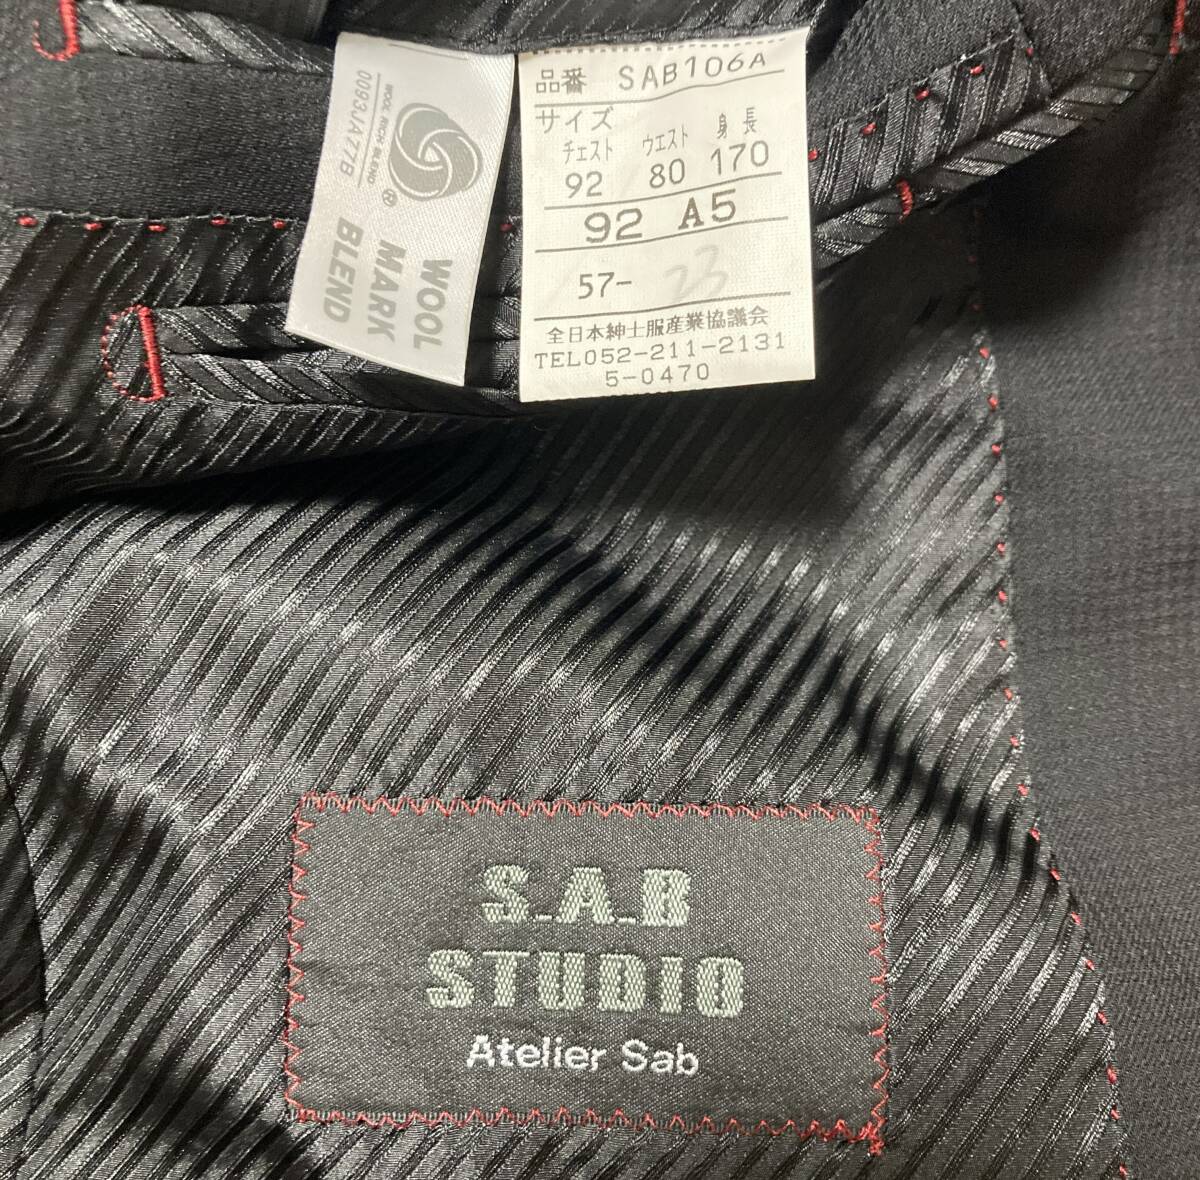 WOOL RICH BLEND
®
0093JA77B
WOOL
MARK
BLEND
品番 SAB106A
サイズ
チェスト ウエスト 身長
92 80 170
92 A5
57- 23
全日本紳士服産業協議会
TEL052-211-2131
5-0470
S.A.B
STUDIO
Atelier Sab